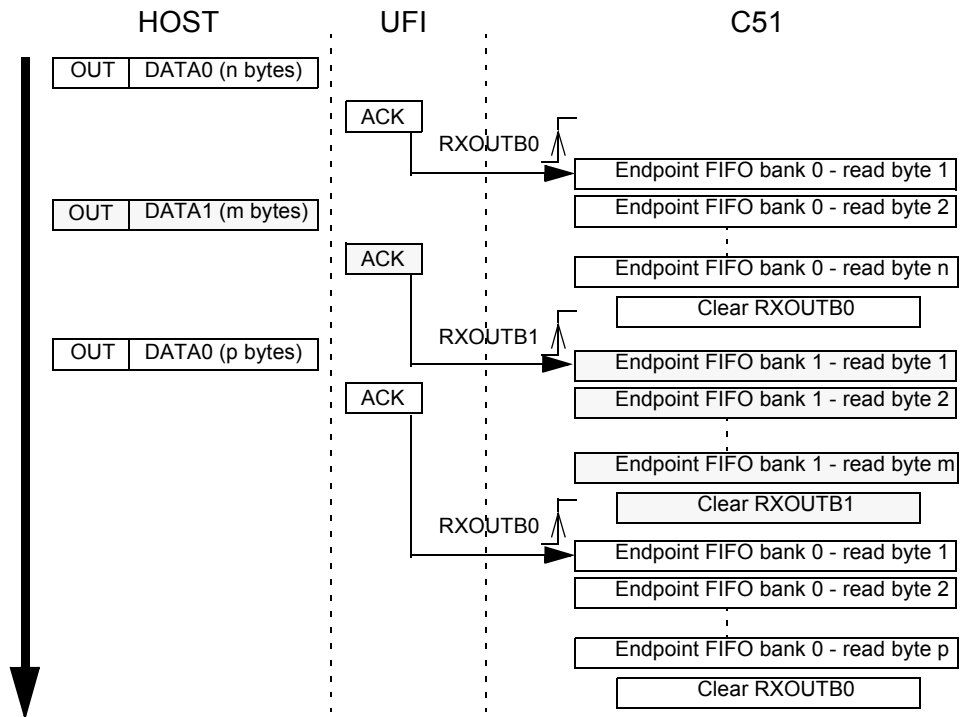 HOST UFI C51
OUT DATA0 (n bytes)
ACK
RXOUTB0
Endpoint FIFO bank 0 - read byte 1
OUT DATA1 (m bytes)
Endpoint FIFO bank 0 - read byte 2
ACK
Endpoint FIFO bank 0 - read byte n
Clear RXOUTB0
RXOUTB1
OUT DATA0 (p bytes)
Endpoint FIFO bank 1 - read byte 1
ACK
Endpoint FIFO bank 1 - read byte 2
Endpoint FIFO bank 1 - read byte m
Clear RXOUTB1
RXOUTB0
Endpoint FIFO bank 0 - read byte 1
Endpoint FIFO bank 0 - read byte 2
Endpoint FIFO bank 0 - read byte p
Clear RXOUTB0